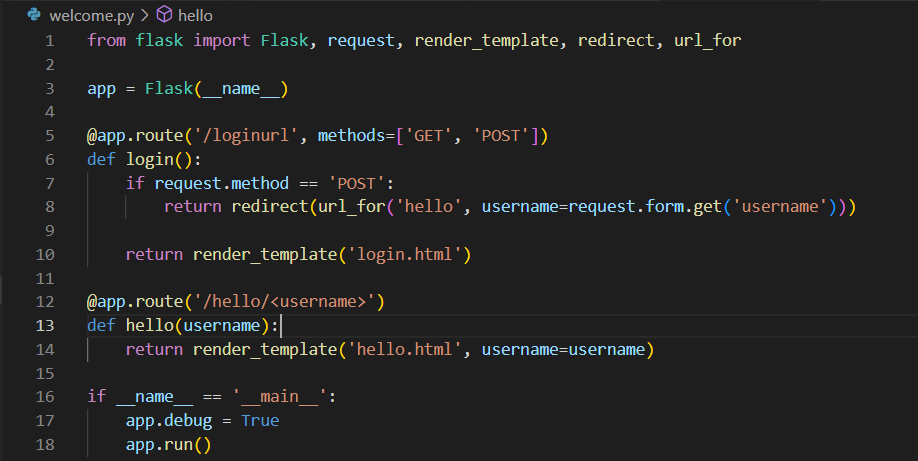 welcome.py > hello
1 from flask import Flask, request, render_template, redirect, url_for
2
3 app = Flask(__name__)
4
5 @app.route('/loginurl', methods=['GET', 'POST'])
6 def login():
7     if request.method == 'POST':
8         return redirect(url_for('hello', username=request.form.get('username')))
9
10     return render_template('login.html')
11
12 @app.route('/hello/<username>')
13 def hello(username):
14     return render_template('hello.html', username=username)
15
16 if __name__ == '__main__':
17     app.debug = True
18     app.run()